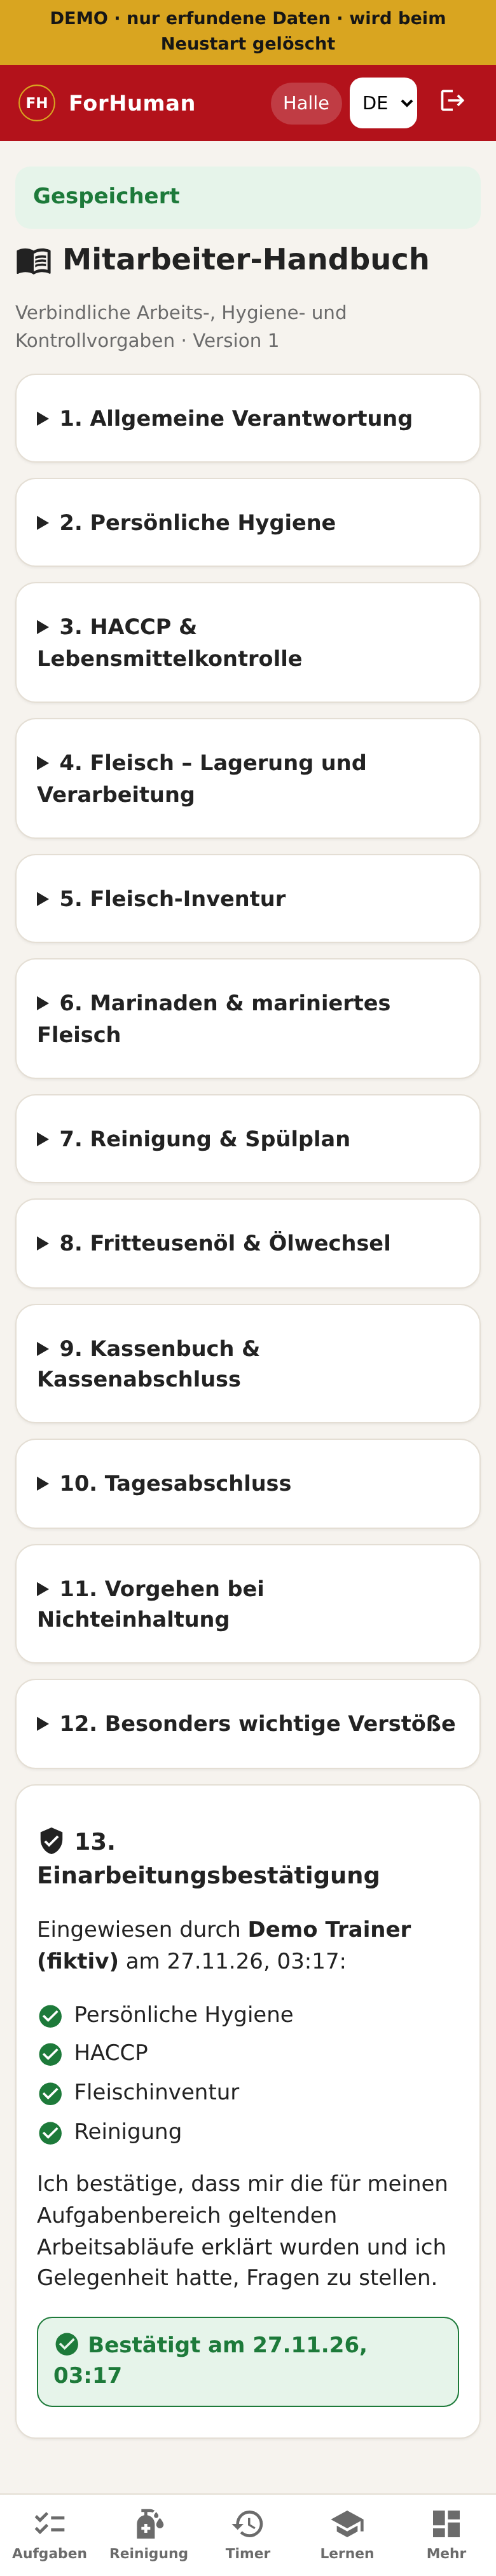 DEMO · nur erfundene Daten · wird beim
Neustart gelöscht
FH ForHuman Halle DE
Gespeichert
Mitarbeiter-Handbuch
Verbindliche Arbeits-, Hygiene- und
Kontrollvorgaben · Version 1
1. Allgemeine Verantwortung
2. Persönliche Hygiene
3. HACCP &
Lebensmittelkontrolle
4. Fleisch – Lagerung und
Verarbeitung
5. Fleisch-Inventur
6. Marinaden & mariniertes
Fleisch
7. Reinigung & Spülplan
8. Fritteusenöl & Ölwechsel
9. Kassenbuch &
Kassenabschluss
10. Tagesabschluss
11. Vorgehen bei
Nichteinhaltung
12. Besonders wichtige Verstöße
13.
Einarbeitungsbestätigung
Eingewiesen durch Demo Trainer
(fiktiv) am 27.11.26, 03:17:
Persönliche Hygiene
HACCP
Fleischinventur
Reinigung
Ich bestätige, dass mir die für meinen
Aufgabenbereich geltenden
Arbeitsabläufe erklärt wurden und ich
Gelegenheit hatte, Fragen zu stellen.
Bestätigt am 27.11.26,
03:17
Aufgaben Reinigung Timer Lernen Mehr